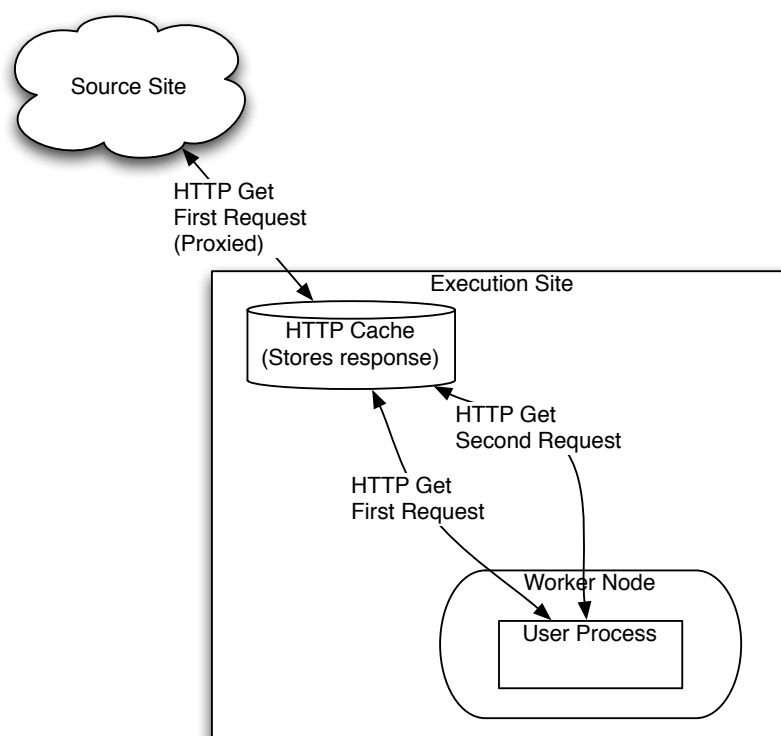 Source Site
HTTP Get
First Request
(Proxied)
Execution Site
HTTP Cache
(Stores response)
HTTP Get
Second Request
HTTP Get
First Request
Worker Node
User Process